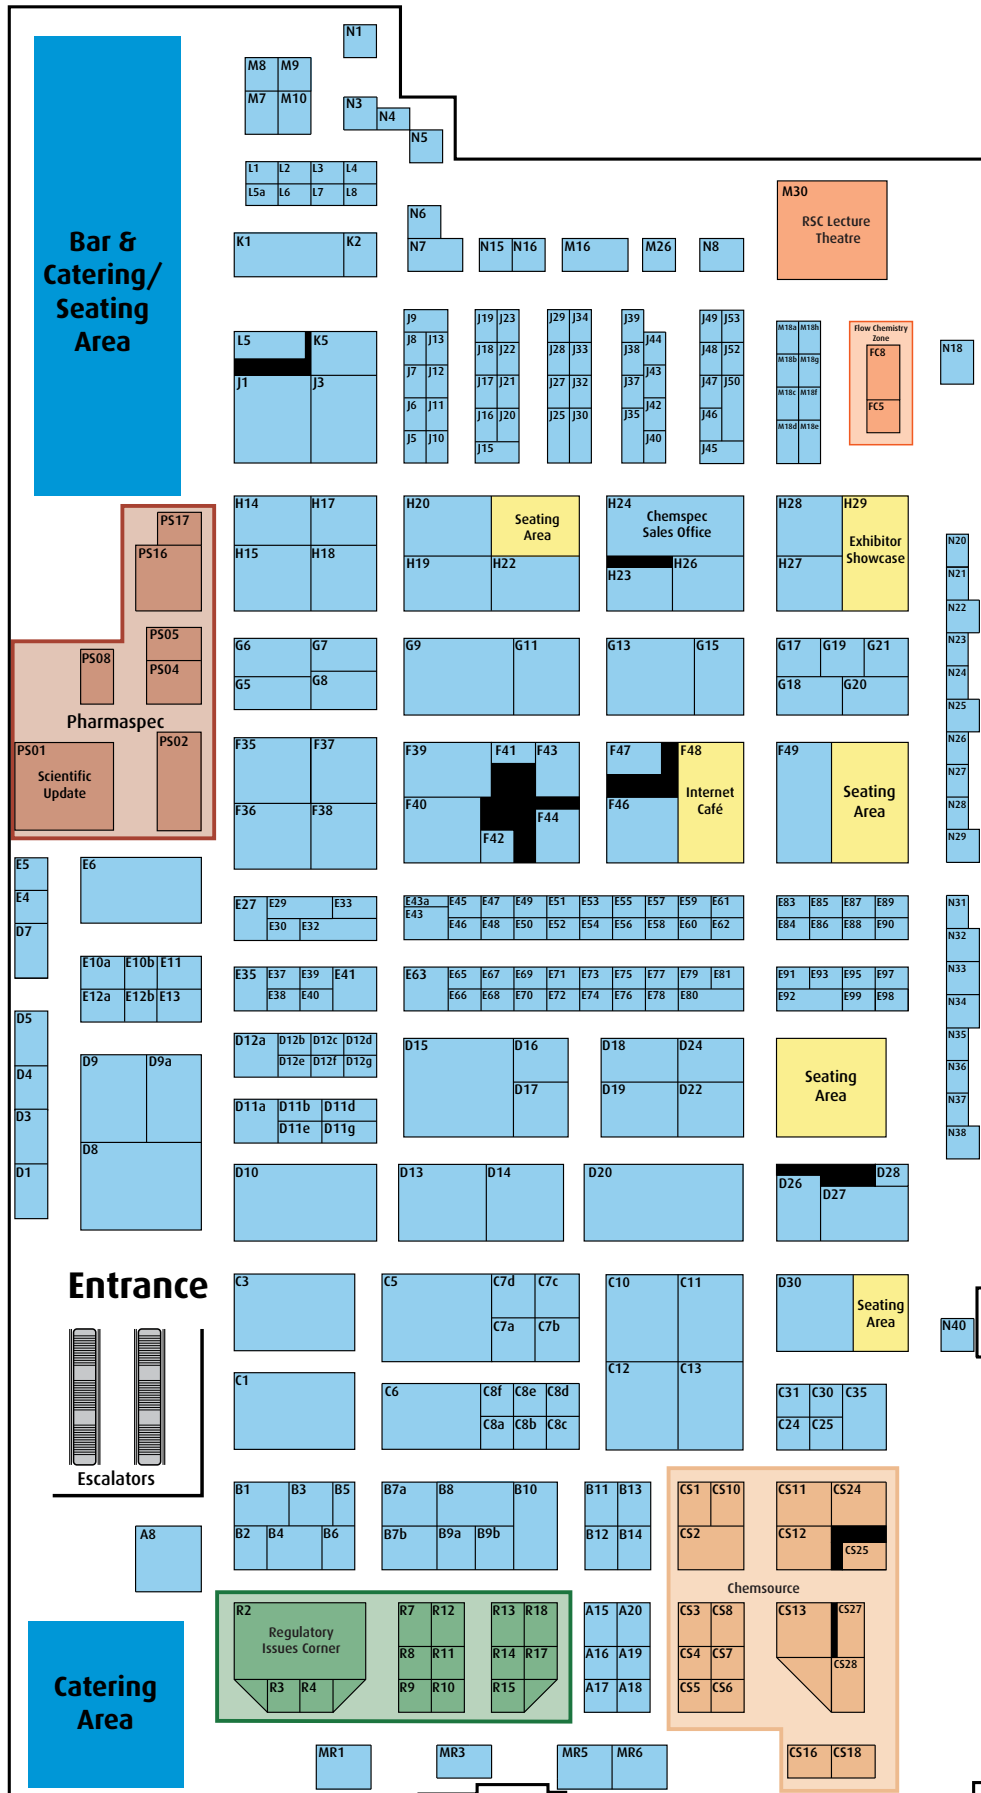 N1
M8 M9
M7 M10
N3
N4
N5
L1 L2 L3 L4
L5a L6 L7 L8
M30
RSC Lecture
Theatre
Bar &
Catering/
Seating
Area
N6
K1 K2
N7 N15 N16 M16 M26 N8
J9 J19 J23 J29 J34 J39 J49 J53
L5 K5 J8 J13 J18 J22 J28 J33 J38 J44 J48 J52
M18a M18h
M18b M18g
M18c M18f
M18d M18e
Flow Chemistry
Zone
FC8
FC5
N18
J1 J3 J7 J12 J17 J21 J27 J32 J37 J43 J47 J50
J6 J11 J16 J20 J25 J30 J35 J42 J46
J5 J10 J15 J40 J45
H14 H17 H20
Seating
Area
H24
Chemspec
Sales Office
H28 H29
Exhibitor
Showcase
H15 H18 H19 H22 H23 H26 H27
PS17
PS16
PS05
PS08 PS04
Pharmaspec
PS01
Scientific
Update
PS02
N20
N21
N22
N23
N24
N25
N26
N27
N28
N29
G6 G7 G9 G11 G13 G15 G17 G19 G21
G5 G8 G18 G20
F35 F37 F39 F41 F43 F47 F48
Internet
Café
F49
Seating
Area
F36 F38 F40 F42 F44 F46
E5
E4
D7
E6
E27 E29 E33
E30 E32
E43a E45 E47 E49 E51 E53 E55 E57 E59 E61
E43 E46 E48 E50 E52 E54 E56 E58 E60 E62
E83 E85 E87 E89
E84 E86 E88 E90
N31
N32
N33
N34
N35
N36
N37
N38
E10a E10b E11
E12a E12b E13
E35 E37 E39 E41
E38 E40
E63 E65 E67 E69 E71 E73 E75 E77 E79 E81
E66 E68 E70 E72 E74 E76 E78 E80
E91 E93 E95 E97
E92 E99 E98
D5
D4
D3
D1
D9 D9a
D8
D12a D12b D12c D12d
D12e D12f D12g
D11a D11b D11d
D11e D11g
D15 D16 D18 D24
D17 D19 D22
Seating
Area
D10 D13 D14 D20 D26 D27 D28
Entrance
Escalators
C3 C5 C7d C7c C10 C11 D30
Seating
Area
N40
C7a C7b
C1 C6 C8f C8e C8d C12 C13 C31 C30 C35
C8a C8b C8c C24 C25
B1 B3 B5 B7a B8 B10 B11 B13 CS1 CS10 CS11 CS24
B2 B4 B6 B7b B9a B9b B12 B14 CS2 CS12 CS25
A8
Chemsource
R2
Regulatory
Issues Corner
R3 R4
R7 R12 R13 R18 A15 A20 CS3 CS8 CS13 CS27
R8 R11 R14 R17 A16 A19 CS4 CS7 CS28
R9 R10 R15 A17 A18 CS5 CS6
Catering
Area
MR1 MR3 MR5 MR6 CS16 CS18